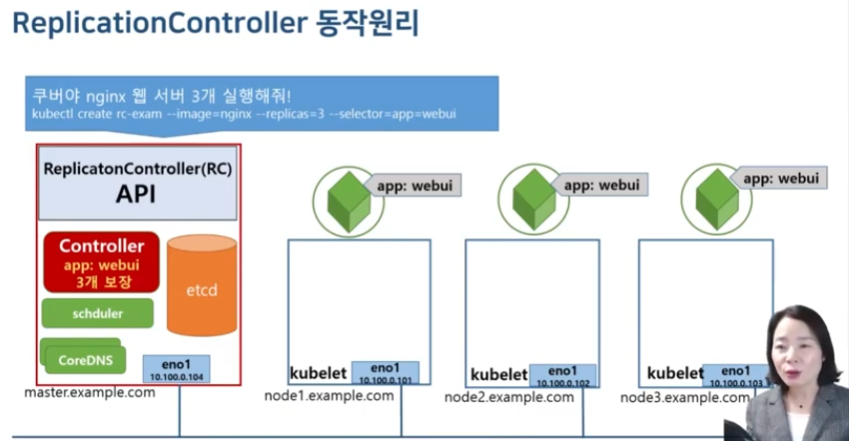 ReplicationController 동작원리
쿠버야 nginx 웹 서버 3개 실행해줘!
kubectl create rc-exam --image=nginx --replicas=3 --selector=app=webui
ReplicatonController(RC)
API
Controller
app: webui
3개 보장
etcd
schduler
CoreDNS
eno1
10.100.0.104
master.example.com
app: webui
kubelet
eno1
10.100.0.101
node1.example.com
app: webui
kubelet
eno1
10.100.0.102
node2.example.com
app: webui
kubelet
eno1
10.100.0.103
node3.example.com